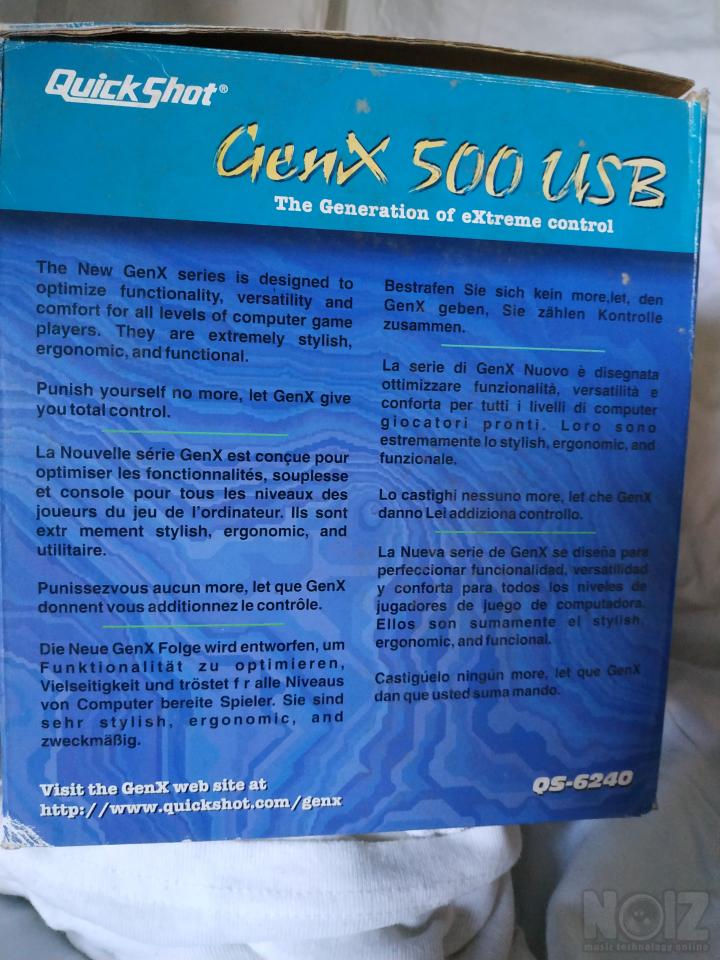 QuickShot®
GenX 500 USB
The Generation of eXtreme control
The New GenX series is designed to
optimize functionality, versatility and
comfort for all levels of computer game
players. They are extremely stylish,
ergonomic, and functional.
Punish yourself no more, let GenX give
you total control.
La Nouvelle série GenX est conçue pour
optimiser les fonctionnalités, souplesse
et console pour tous les niveaux des
joueurs du jeu de l'ordinateur. Ils sont
extr mement stylish, ergonomic, and
utilitaire.
Punissezvous aucun more, let que GenX
donnent vous additionnez le contrôle.
Die Neue GenX Folge wird entworfen, um
Funktionalität zu optimieren,
Vielseitigkeit und tröstet f r alle Niveaus
von Computer bereite Spieler. Sie sind
sehr stylish, ergonomic, and
zweckmäßig.
Bestrafen Sie sich kein more,let, den
GenX geben, Sie zählen Kontrolle
zusammen.
La serie di GenX Nuovo è disegnata
ottimizzare funzionalità, versatilità e
conforta per tutti i livelli di computer
giocatori pronti. Loro sono
estremamente lo stylish, ergonomic, and
funzionale.
Lo castighi nessuno more, let che GenX
danno Lei addiziona controllo.
La Nueva serie de GenX se diseña para
perfeccionar funcionalidad, versatilidad
y conforta para todos los niveles de
jugadores de juego de computadora.
Ellos son sumamente el stylish,
ergonomic, and funcional.
Castíguelo ningún more, let que GenX
dan que usted suma mando.
Visit the GenX web site at
http://www.quickshot.com/genx
QS-6240
NOIZ
music technology online